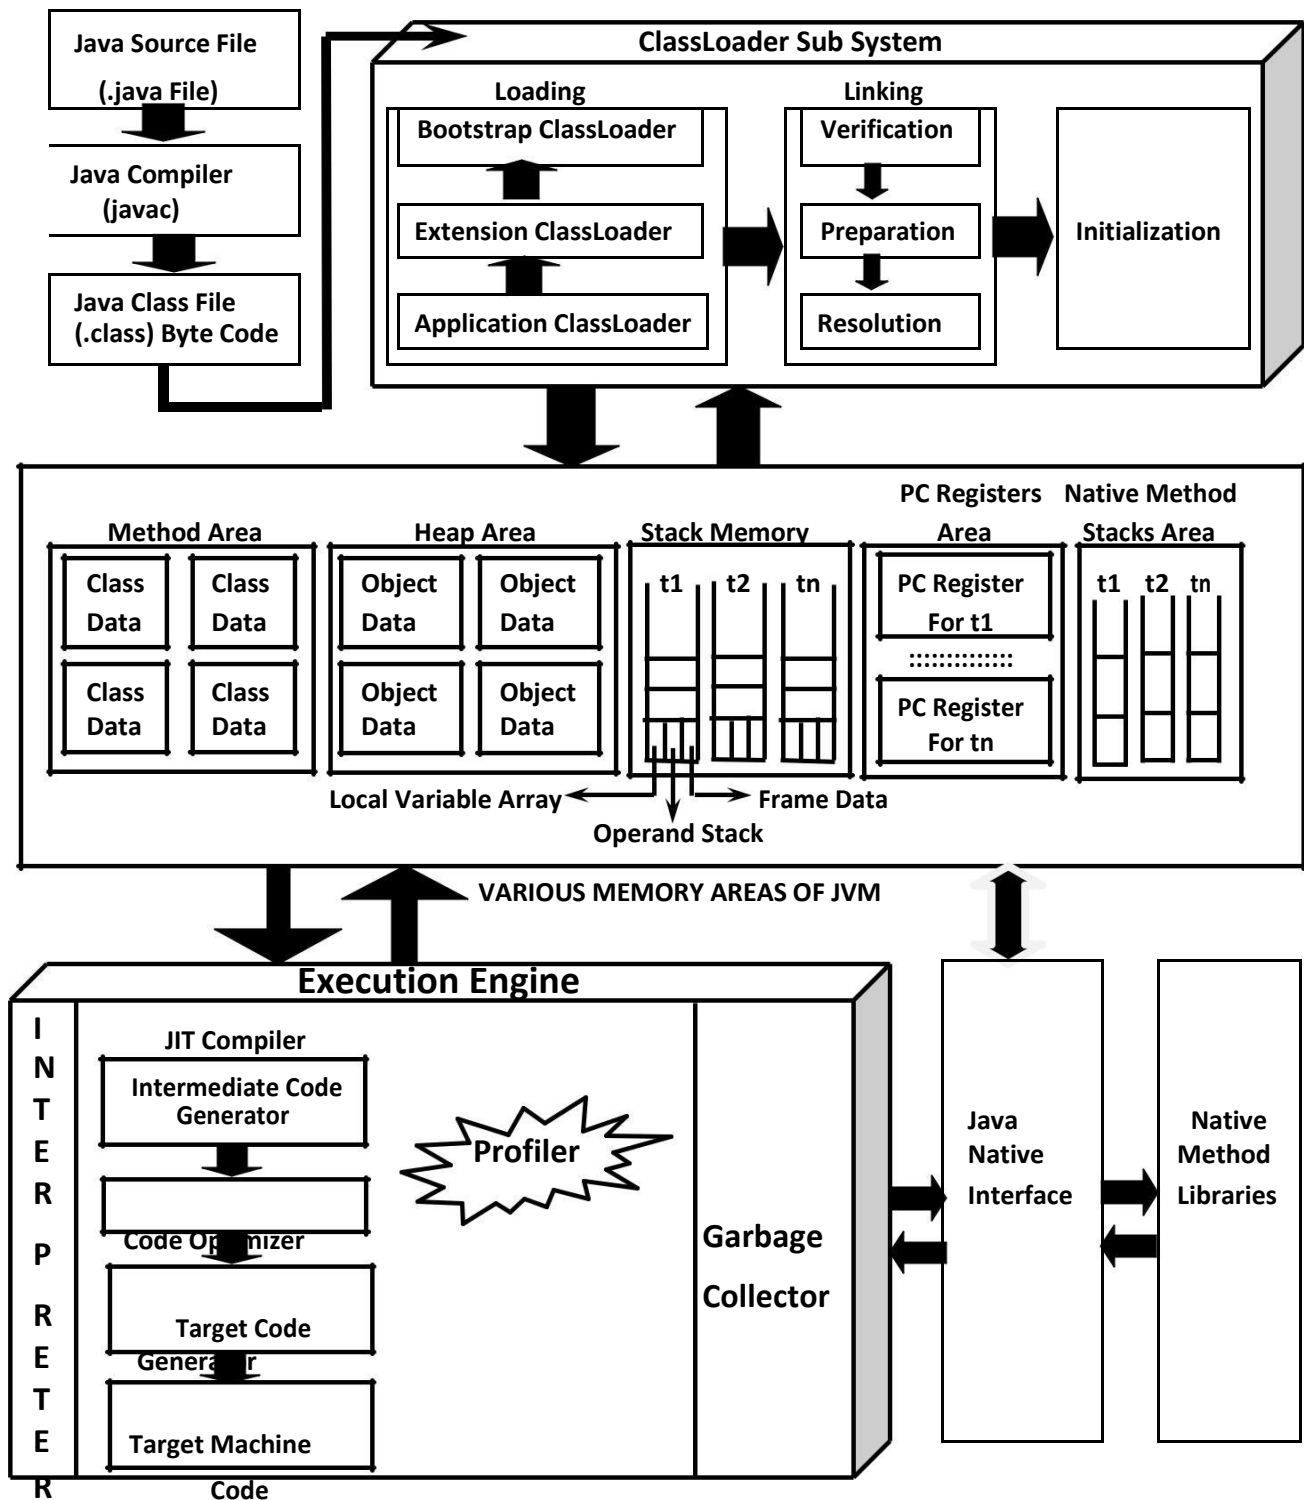 Java Source File
(.java File)
Java Compiler
(javac)
Java Class File
(.class) Byte Code
ClassLoader Sub System
Loading
Bootstrap ClassLoader
Extension ClassLoader
Application ClassLoader
Linking
Verification
Preparation
Resolution
Initialization
Method Area
Class
Data
Class
Data
Class
Data
Class
Data
Heap Area
Object
Data
Object
Data
Object
Data
Object
Data
Stack Memory
t1 t2 tn
Local Variable Array
Operand Stack
Frame Data
PC Registers
Area
PC Register
For t1
::::::::::::::
PC Register
For tn
Native Method
Stacks Area
t1 t2 tn
VARIOUS MEMORY AREAS OF JVM
Execution Engine
I
N
T
E
R
P
R
E
T
E
R
JIT Compiler
Intermediate Code
Generator
Code Optimizer
Target Code
Generator
Target Machine
Code
Profiler
Garbage
Collector
Java
Native
Interface
Native
Method
Libraries